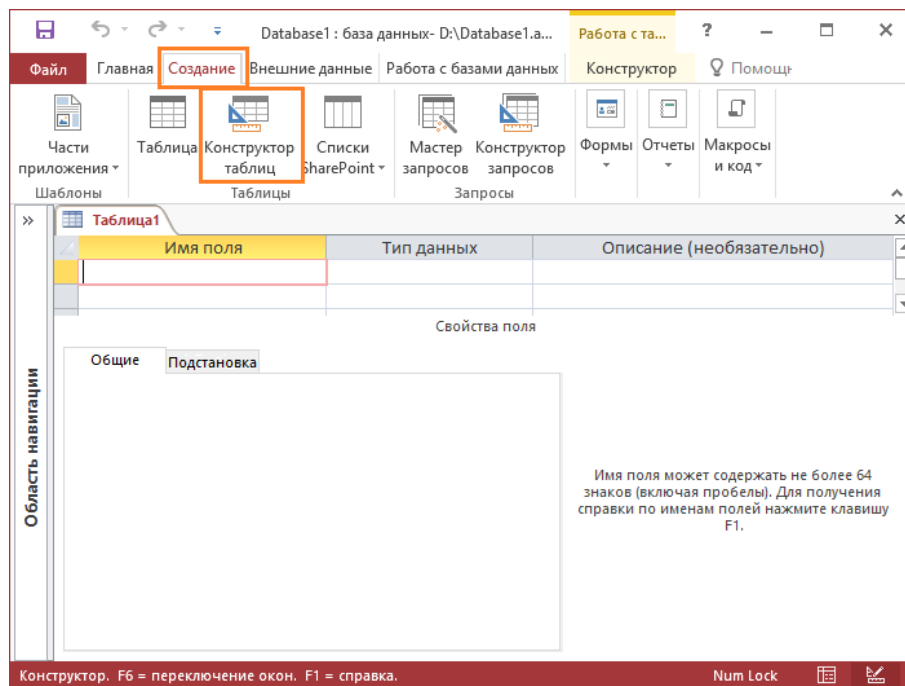 Database1 : база данных- D:\Database1.a...
Работа с та...
?
Файл
Главная
Создание
Внешние данные
Работа с базами данных
Конструктор
Помощ
Части приложения
Таблица
Конструктор таблиц
Списки SharePoint
Мастер запросов
Конструктор запросов
Формы
Отчеты
Макросы и код
Шаблоны
Таблицы
Запросы
»
Таблица1
Имя поля
Тип данных
Описание (необязательно)
Свойства поля
Общие
Подстановка
Область навигации
Имя поля может содержать не более 64
знаков (включая пробелы). Для получения
справки по именам полей нажмите клавишу
F1.
Конструктор. F6 = переключение окон. F1 = справка.
Num Lock